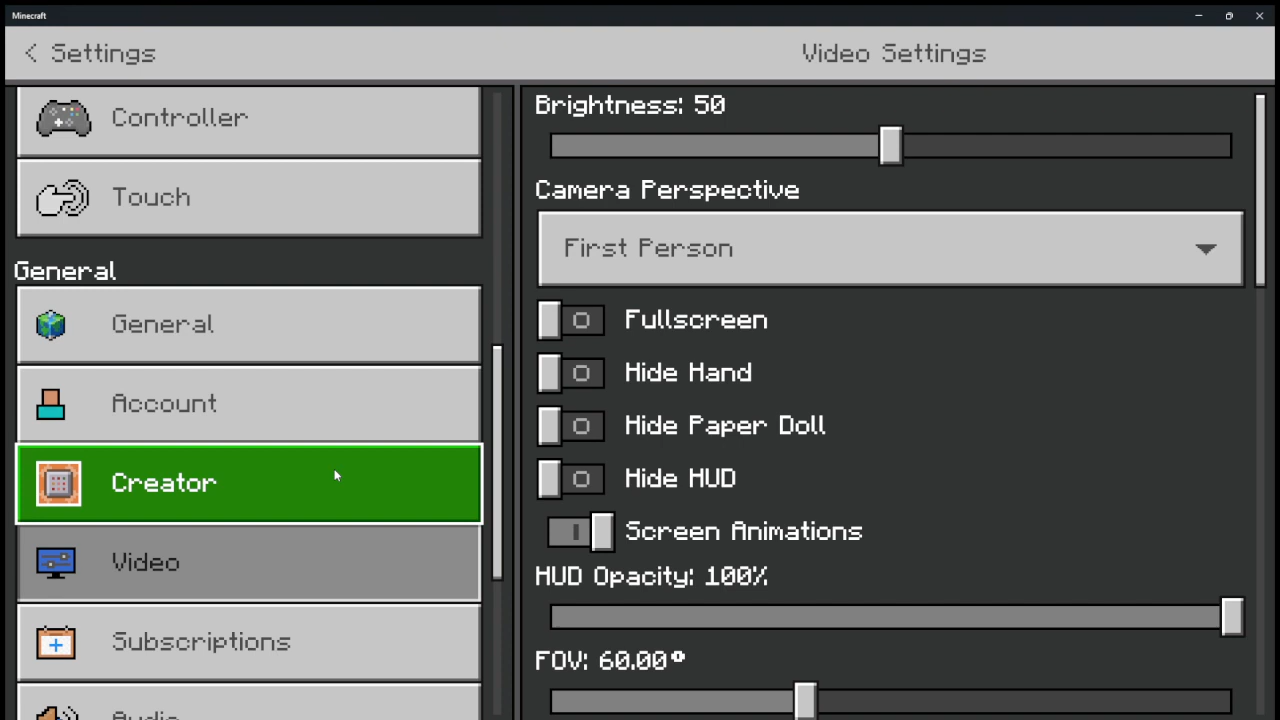 Minecraft
Settings
Video Settings
Controller
Touch
General
General
Account
Creator
Video
Subscriptions
Audio
Brightness: 50
Camera Perspective
First Person
Fullscreen
Hide Hand
Hide Paper Doll
Hide HUD
Screen Animations
HUD Opacity: 100%
FOV: 60.00°